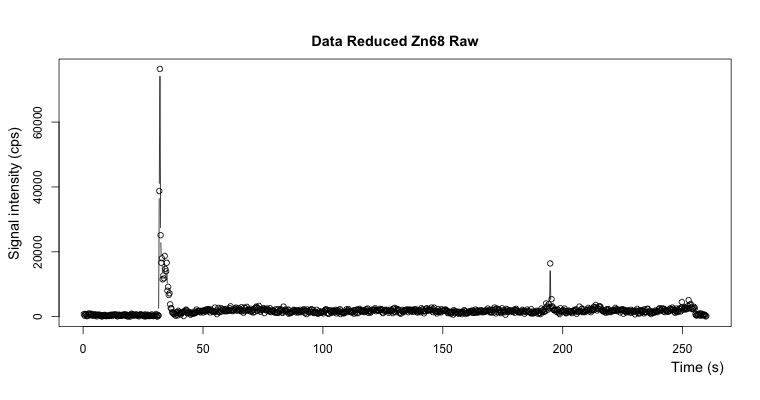 Data Reduced Zn68 Raw
Signal intensity (cps)
60000
40000
20000
0
0 50 100 150 200 250
Time (s)